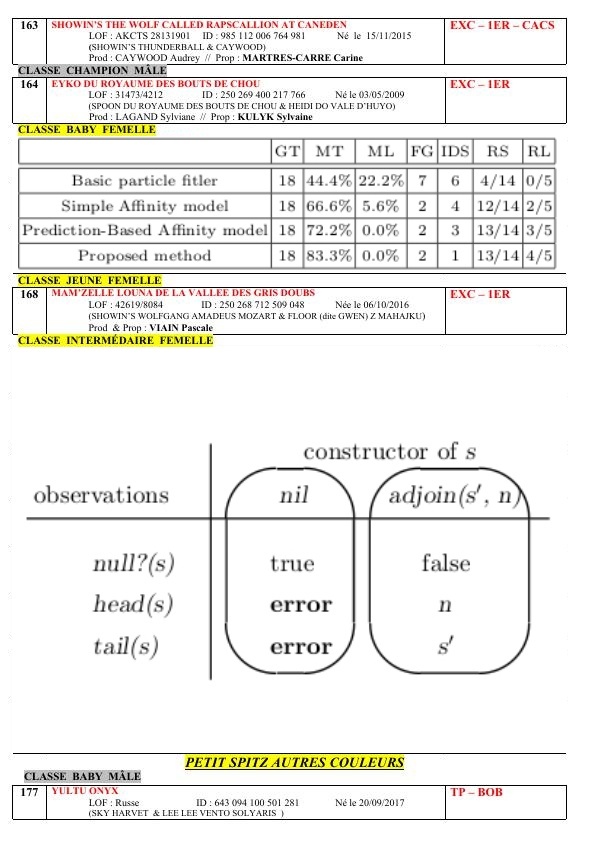 163 SHOWIN'S THE WOLF CALLED RAPSCALLION AT CANEDEN EXC – 1ER – CACS
LOF : AKCTS 28131901 ID : 985 112 006 764 981 Né le 15/11/2015
(SHOWIN'S THUNDERBALL & CAYWOOD)
Prod : CAYWOOD Audrey // Prop : MARTRES-CARRE Carine
CLASSE CHAMPION MÂLE
164 EYKO DU ROYAUME DES BOUTS DE CHOU EXC – 1ER
LOF : 31473/4212 ID : 250 269 400 217 766 Né le 03/05/2009
(SPOON DU ROYAUME DES BOUTS DE CHOU & HEIDI DO VALE D'HUYO)
Prod : LAGAND Sylviane // Prop : KULYK Sylvaine
CLASSE BABY FEMELLE
GT MT ML FG IDS RS RL
Basic particle fitler 18 44.4% 22.2% 7 6 4/14 0/5
Simple Affinity model 18 66.6% 5.6% 2 4 12/14 2/5
Prediction-Based Affinity model 18 72.2% 0.0% 2 3 13/14 3/5
Proposed method 18 83.3% 0.0% 2 1 13/14 4/5
CLASSE JEUNE FEMELLE
168 MAM'ZELLE LOUNA DE LA VALLEE DES GRIS DOUBS EXC – 1ER
LOF : 42619/8084 ID : 250 268 712 509 048 Née le 06/10/2016
(SHOWIN'S WOLFGANG AMADEUS MOZART & FLOOR (dite GWEN) Z MAHAJKU)
Prod & Prop : VIAIN Pascale
CLASSE INTERMÉDAIRE FEMELLE
constructor of s
observations nil adjoin(s′, n)
null?(s) true false
head(s) error n
tail(s) error s′
PETIT SPITZ AUTRES COULEURS
CLASSE BABY MÂLE
177 YULTU ONYX TP – BOB
LOF : Russe ID : 643 094 100 501 281 Né le 20/09/2017
(SKY HARVET & LEE LEE VENTO SOLYARIS )